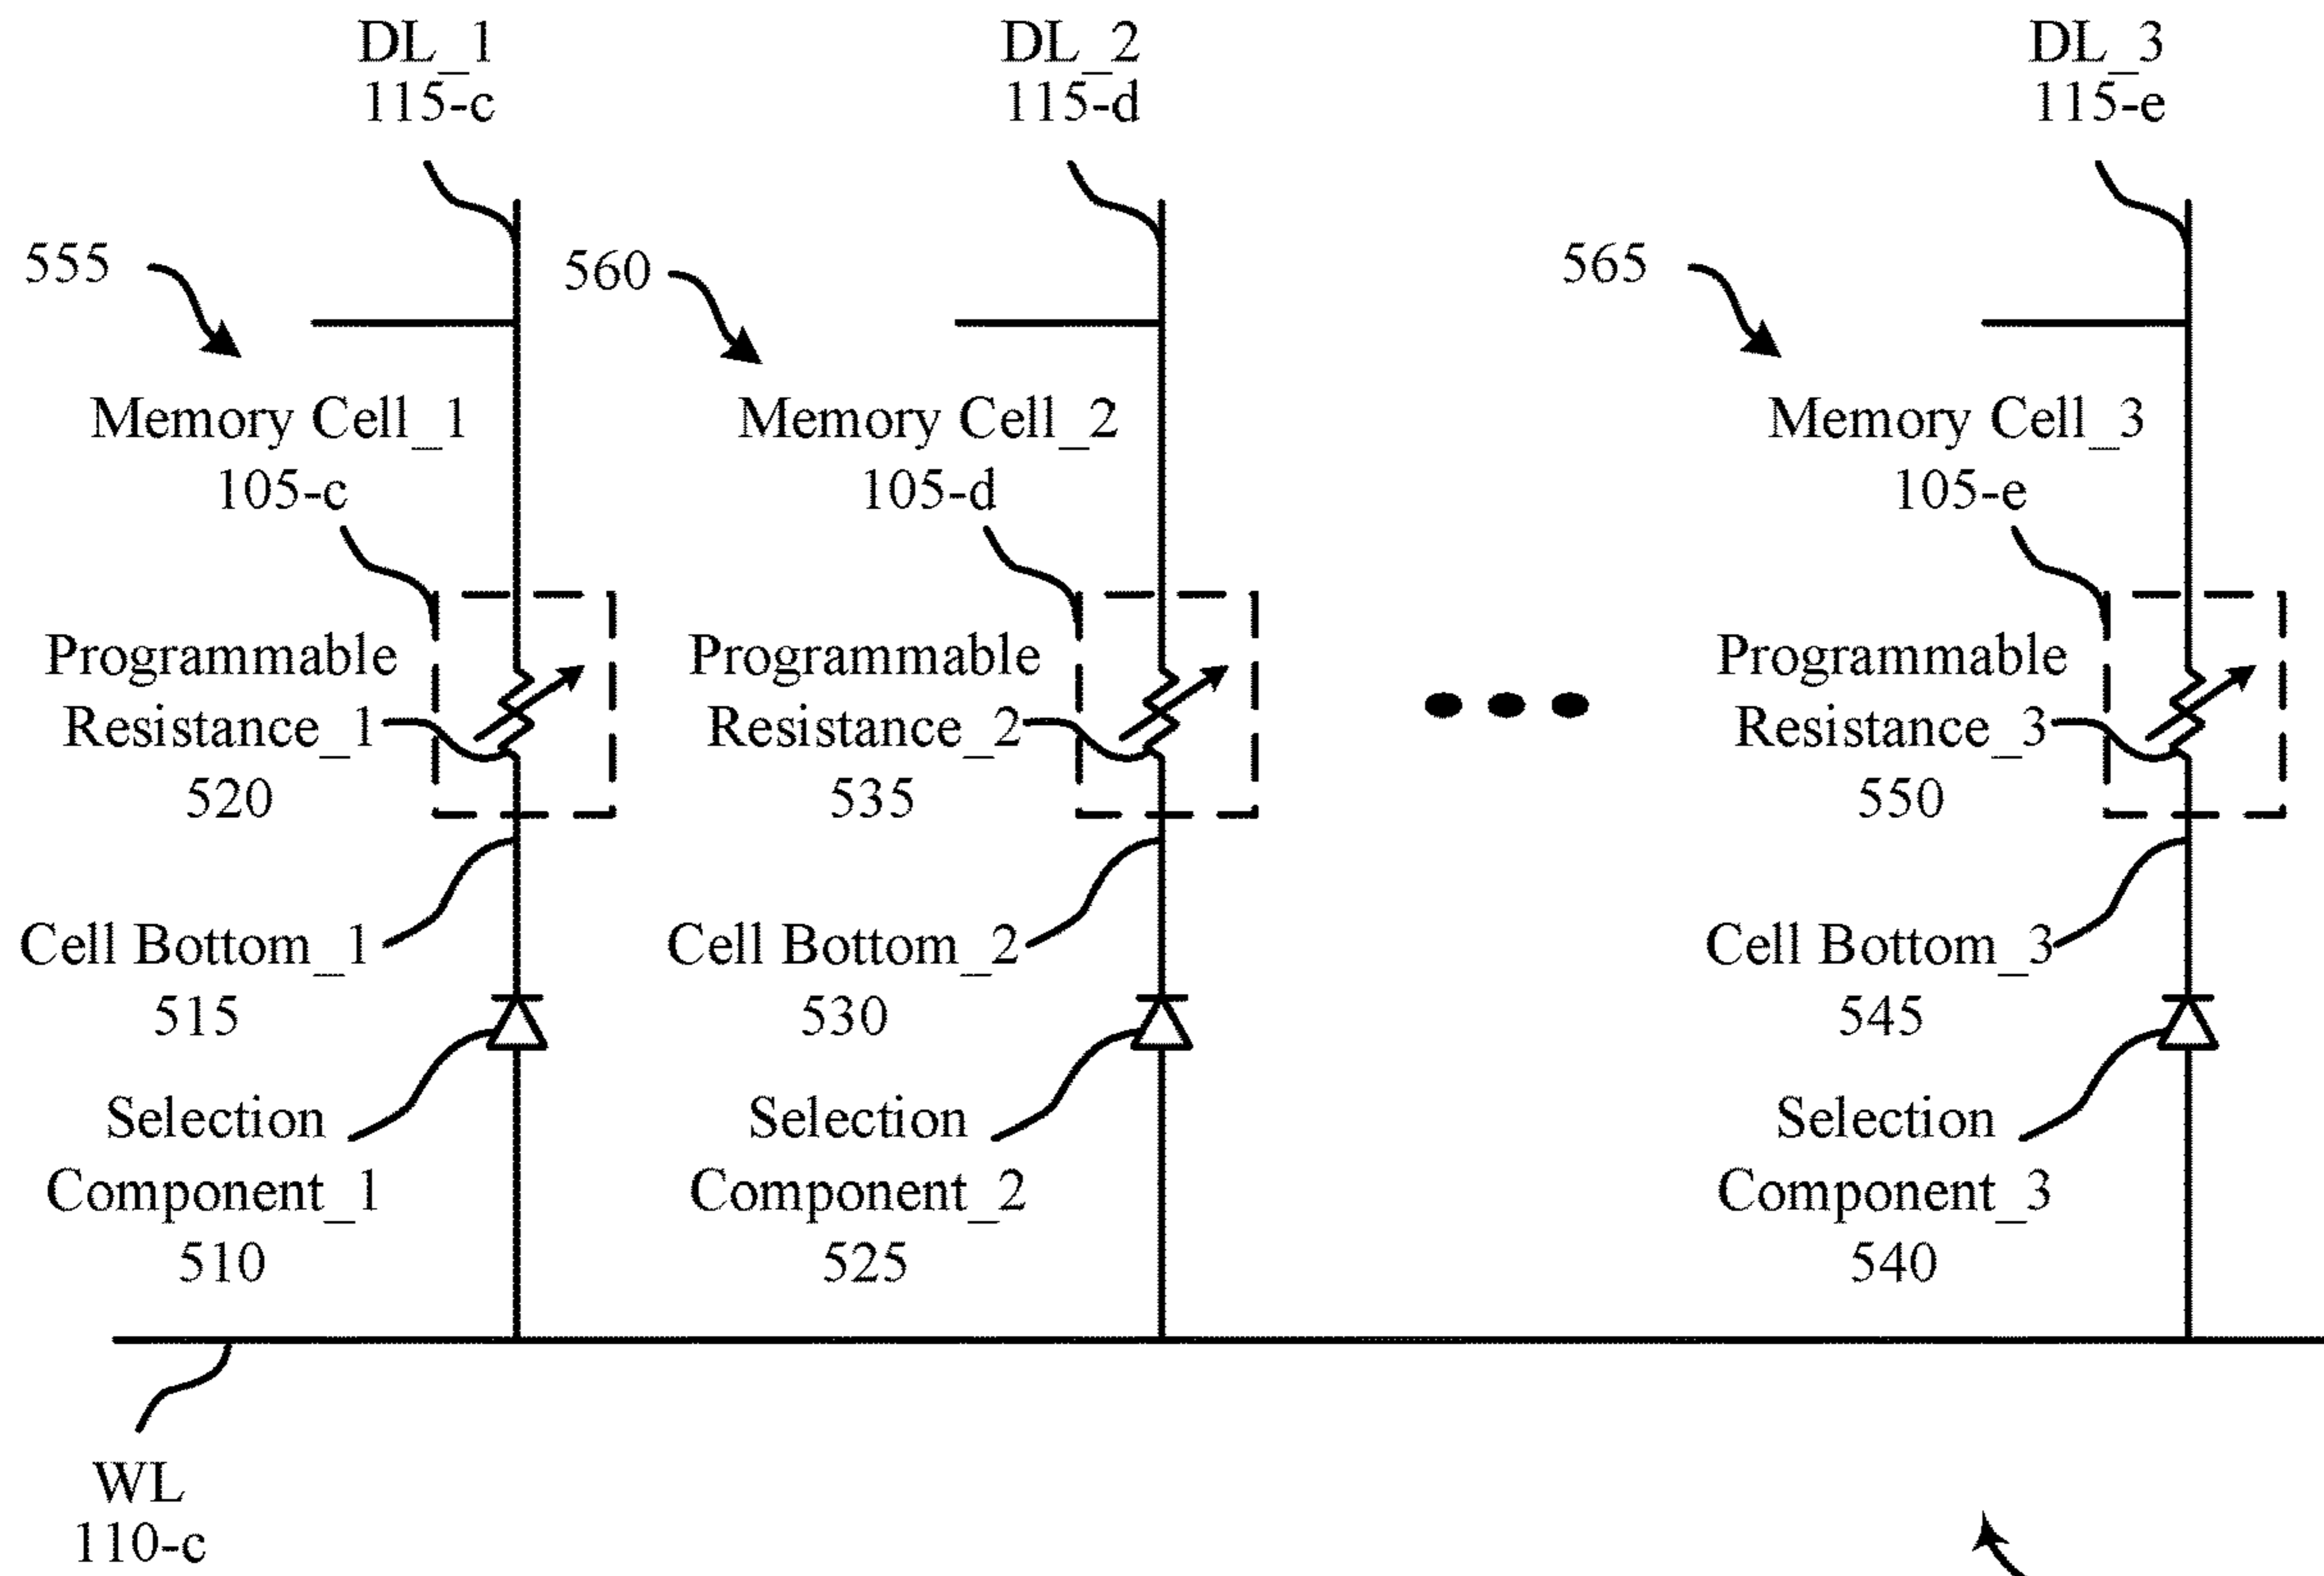 DL_1
115-c
DL_2
115-d
DL_3
115-e
555
560
565
Memory Cell_1
105-c
Memory Cell_2
105-d
Memory Cell_3
105-e
Programmable
Resistance_1
520
Programmable
Resistance_2
535
Programmable
Resistance_3
550
Cell Bottom_1
515
Cell Bottom_2
530
Cell Bottom_3
545
Selection
Component_1
510
Selection
Component_2
525
Selection
Component_3
540
WL
110-c